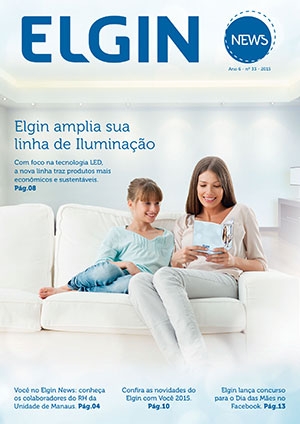 ELGIN
NEWS
Ano 6 - nº 33 - 2015
Elgin amplia sua
linha de Iluminação
Com foco na tecnologia LED,
a nova linha traz produtos mais
econômicos e sustentáveis.
Pág.08
Você no Elgin News: conheça
os colaboradores do RH da
Unidade de Manaus. Pág.04
Confira as novidades do
Elgin com Você 2015.
Pág.10
Elgin lança concurso
para o Dia das Mães no
Facebook. Pág.13